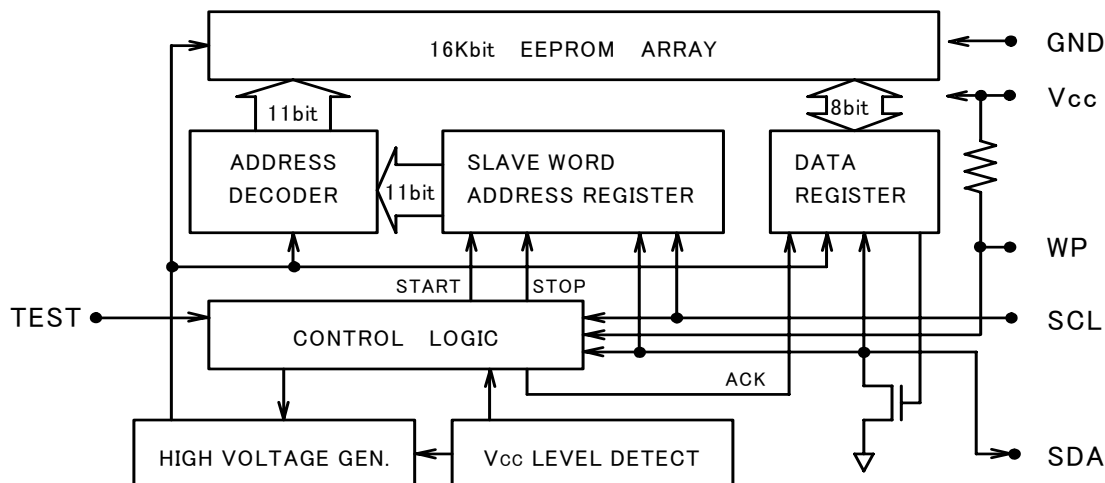 16Kbit EEPROM ARRAY
GND
Vcc
11bit
8bit
ADDRESS
DECODER
11bit
SLAVE WORD
ADDRESS REGISTER
DATA
REGISTER
WP
START
STOP
TEST
CONTROL LOGIC
SCL
ACK
HIGH VOLTAGE GEN.
Vcc LEVEL DETECT
SDA